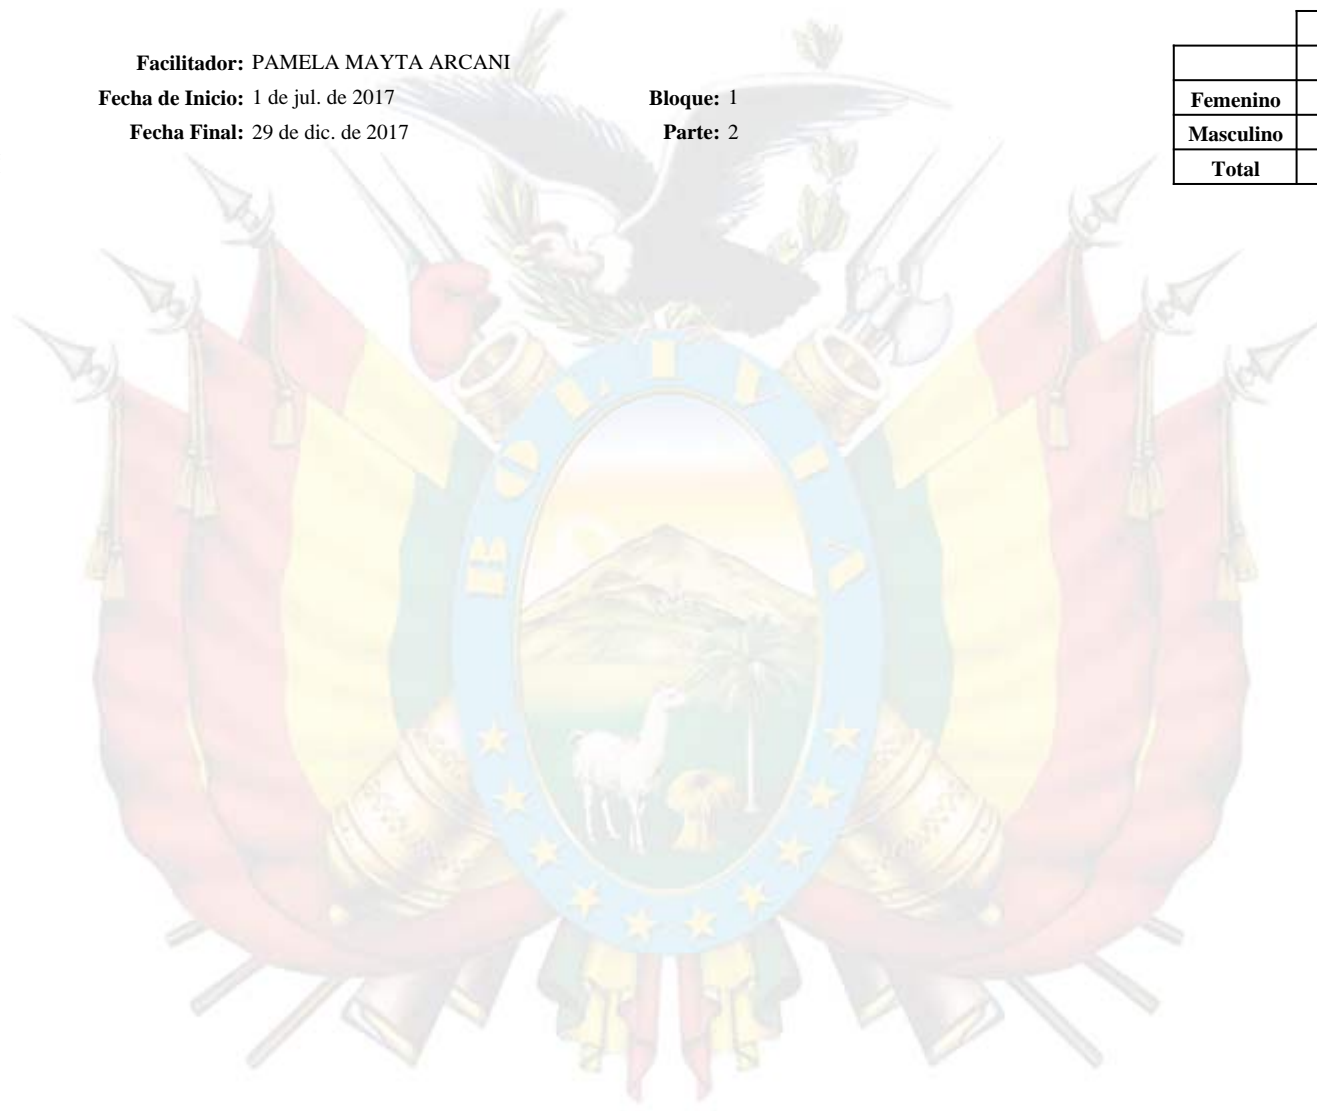 Facilitador: PAMELA MAYTA ARCANI
Fecha de Inicio: 1 de jul. de 2017 Bloque: 1
Fecha Final: 29 de dic. de 2017 Parte: 2
Femenino
Masculino
Total
BOLIVIA